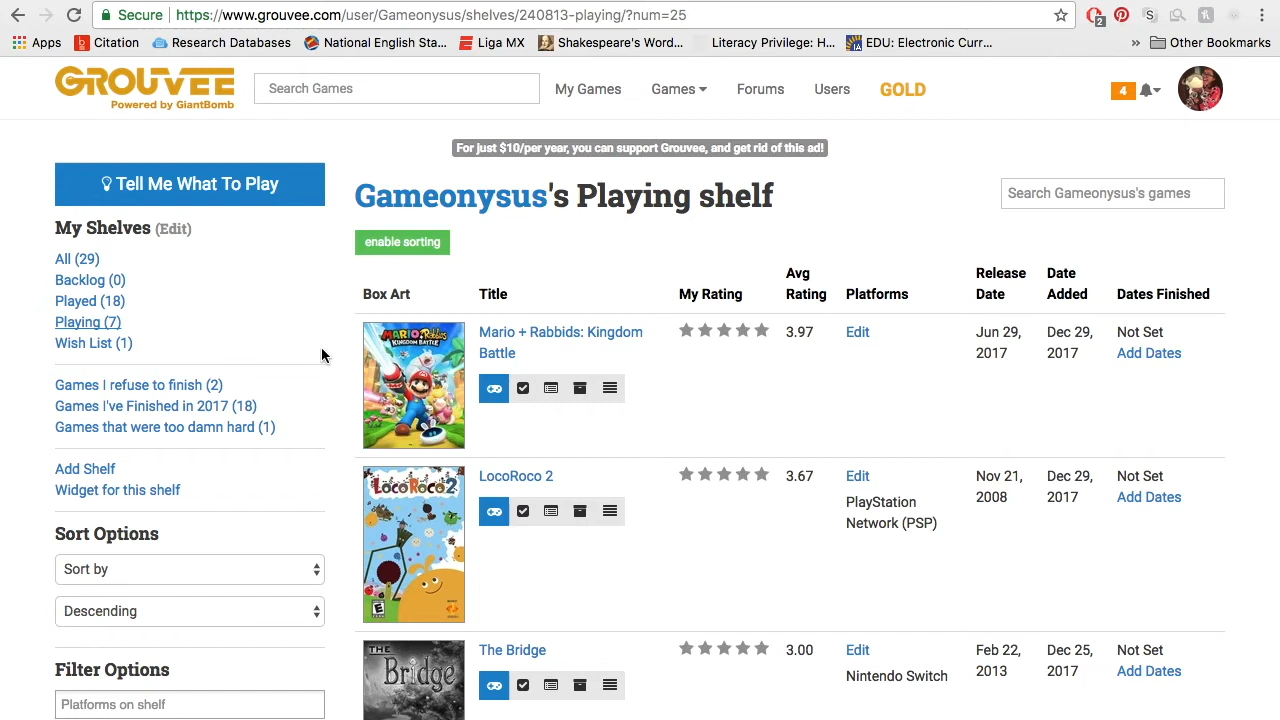 Secure | https://www.grouvee.com/user/Gameonysus/shelves/240813-playing/?num=25
2
S
Apps Citation Research Databases National English Sta... Liga MX Shakespeare's Word... Literacy Privilege: H... EDU: Electronic Curr... » Other Bookmarks
GROUVEE
Powered by GiantBomb
Search Games
My Games Games Forums Users GOLD
4
For just $10/per year, you can support Grouvee, and get rid of this ad!
Tell Me What To Play
My Shelves (Edit)
All (29)
Backlog (0)
Played (18)
Playing (7)
Wish List (1)
Games I refuse to finish (2)
Games I've Finished in 2017 (18)
Games that were too damn hard (1)
Add Shelf
Widget for this shelf
Sort Options
Sort by
Descending
Filter Options
Platforms on shelf
Gameonysus's Playing shelf
Search Gameonysus's games
enable sorting
Box Art Title My Rating Avg Rating Platforms Release Date Date Added Dates Finished
MARIO + Rabbids
KINGDOM BATTLE
Mario + Rabbids: Kingdom
Battle
3.97
Edit
Jun 29,
2017
Dec 29,
2017
Not Set
Add Dates
LocoRoco 2
E
LocoRoco 2
3.67
Edit
PlayStation
Network (PSP)
Nov 21,
2008
Dec 29,
2017
Not Set
Add Dates
THE
Bridge
The Bridge
3.00
Edit
Nintendo Switch
Feb 22,
2013
Dec 25,
2017
Not Set
Add Dates